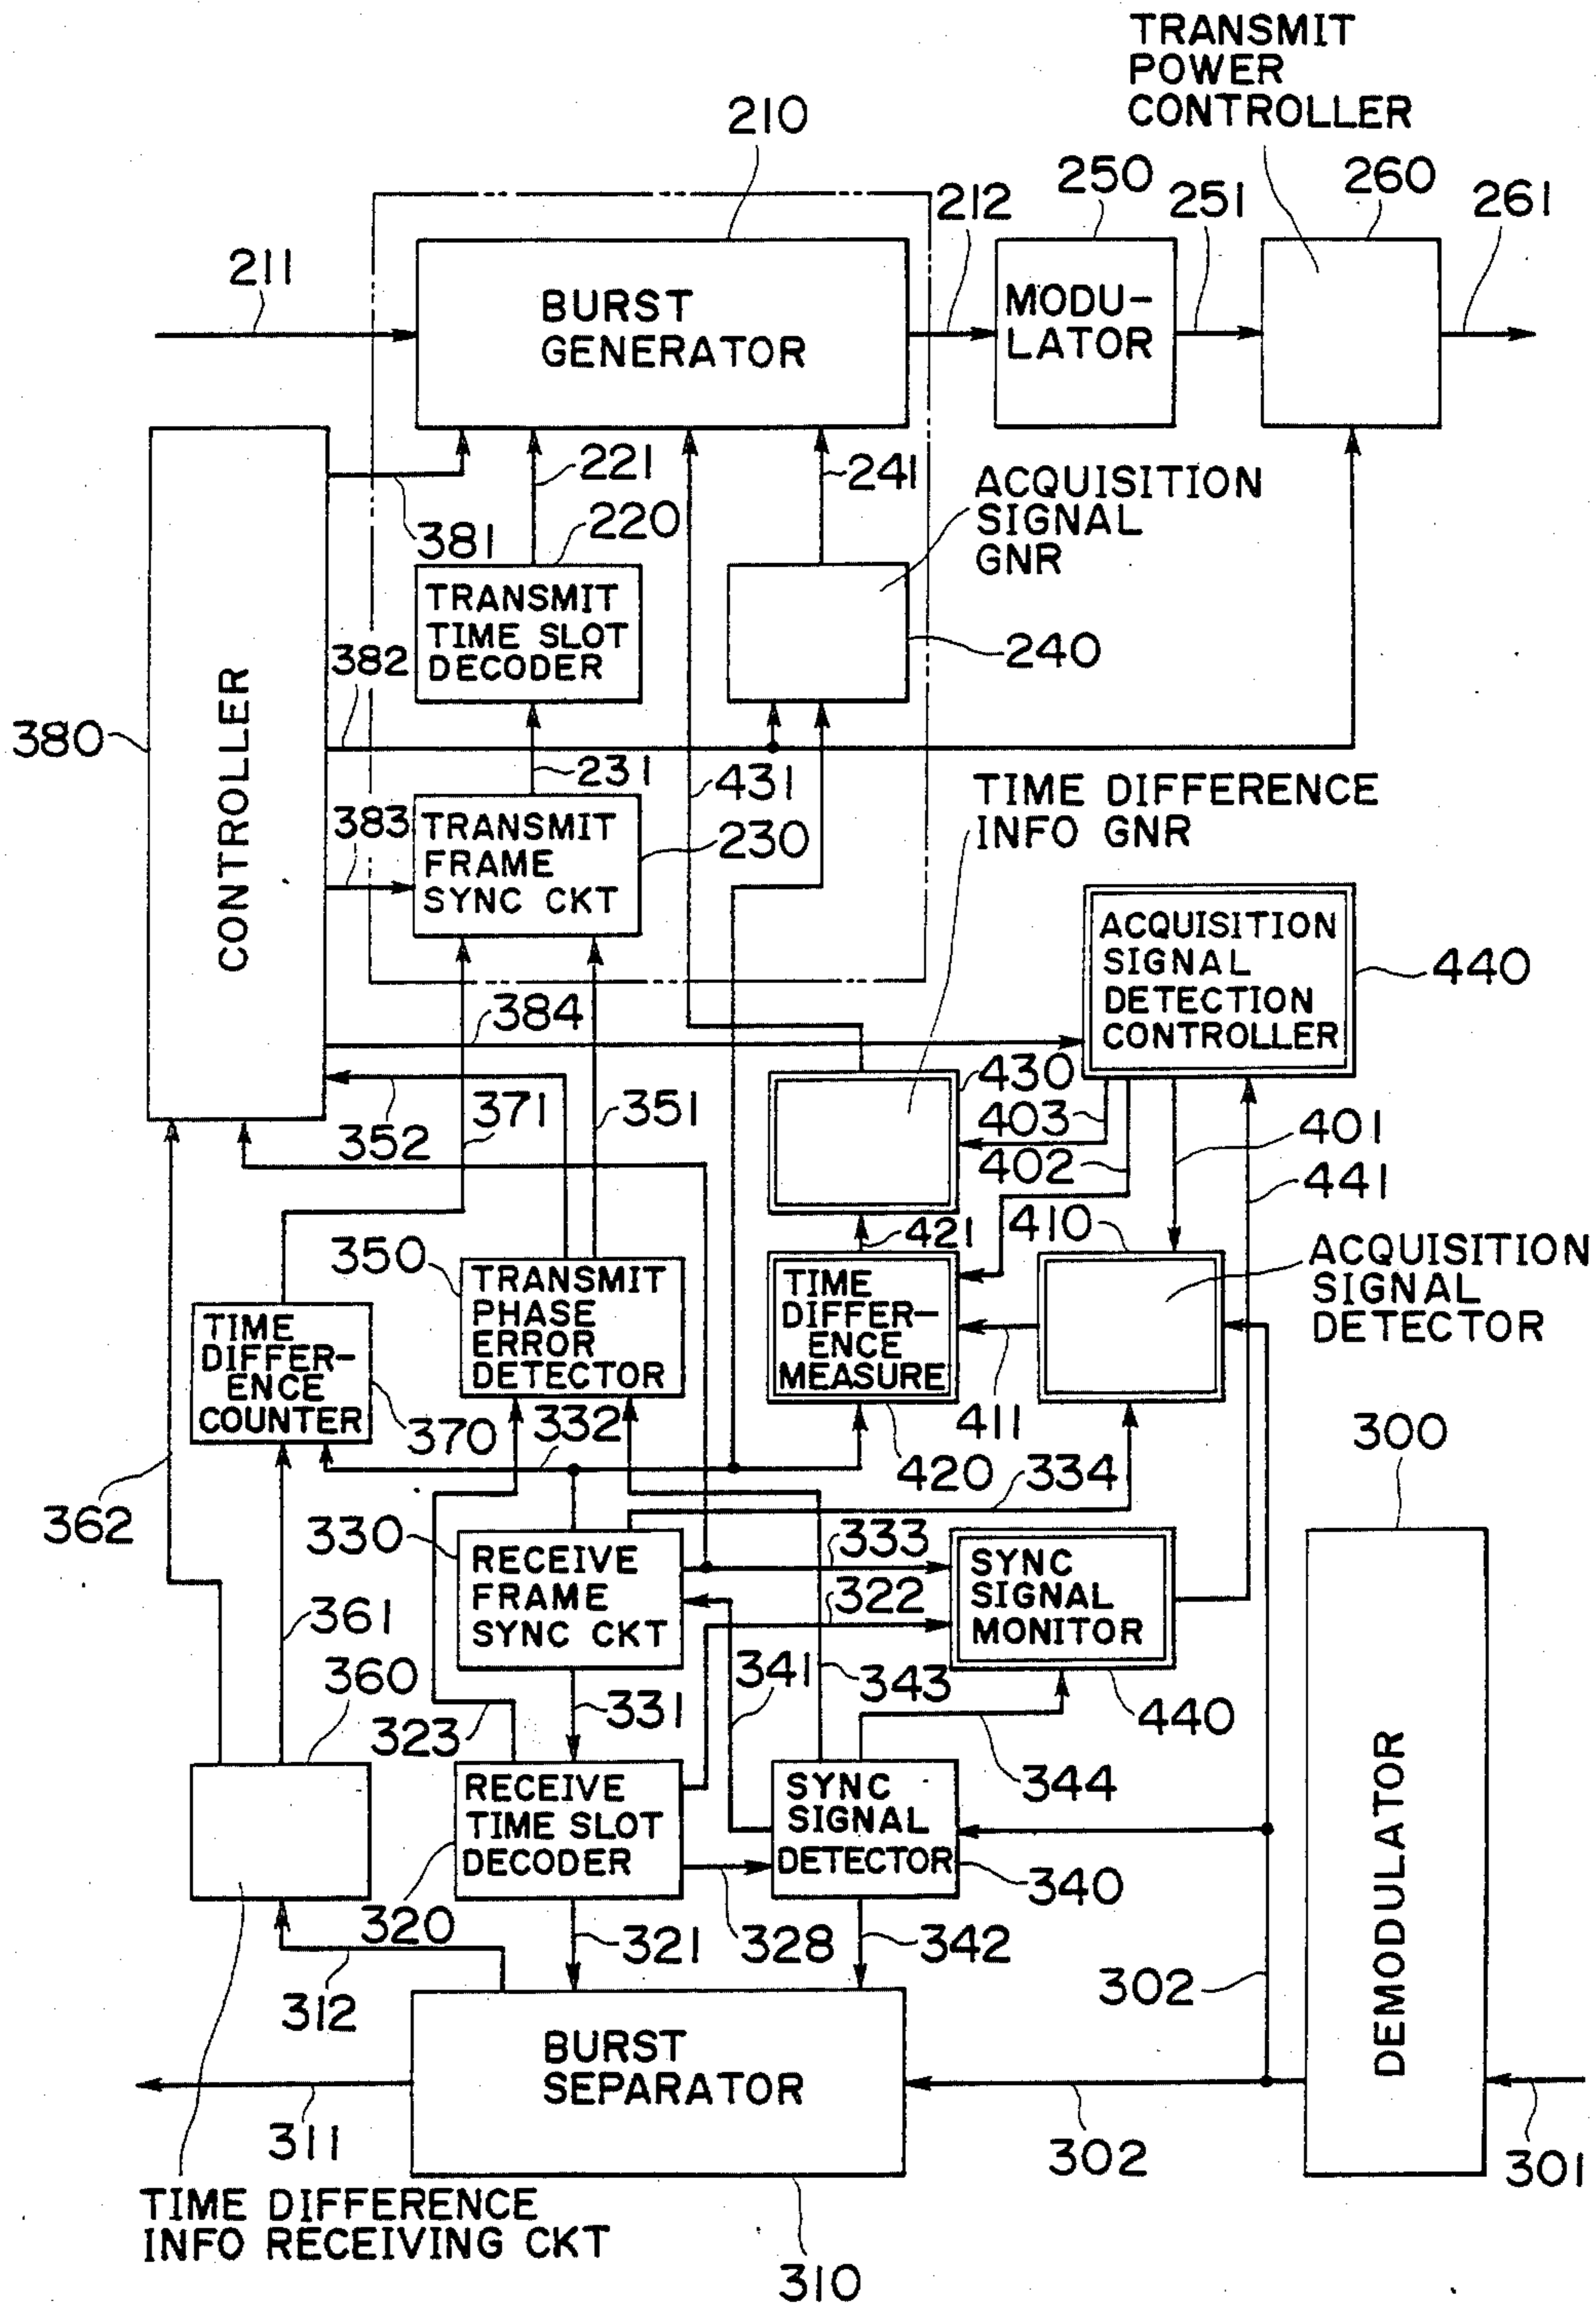 TRANSMIT
POWER
CONTROLLER
210
250
260
212
251
261
211
BURST
GENERATOR
MODU-
LATOR
221
241
ACQUISITION
SIGNAL
GNR
381
220
TRANSMIT
TIME SLOT
DECODER
240
382
380
CONTROLLER
231
431
TIME DIFFERENCE
INFO GNR
383
TRANSMIT
FRAME
SYNC CKT
230
ACQUISITION
SIGNAL
DETECTION
CONTROLLER
440
384
430
403
352
371
351
402
401
441
421
410
350
TRANSMIT
PHASE
ERROR
DETECTOR
TIME
DIFFER-
ENCE
MEASURE
ACQUISITION
SIGNAL
DETECTOR
TIME
DIFFER-
ENCE
COUNTER
370
332
411
420
334
300
362
330
RECEIVE
FRAME
SYNC CKT
333
322
SYNC
SIGNAL
MONITOR
361
360
341
343
440
323
331
344
RECEIVE
TIME SLOT
DECODER
SYNC
SIGNAL
DETECTOR
340
DEMODULATOR
320
321
328
342
312
302
BURST
SEPARATOR
311
302
301
TIME DIFFERENCE
INFO RECEIVING CKT
310